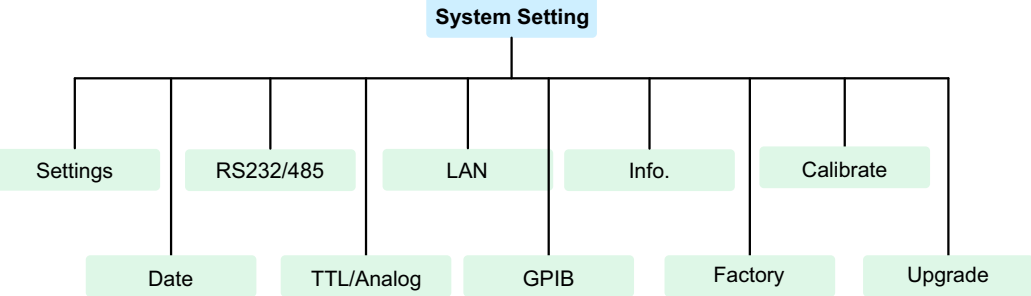 System Setting
Settings
RS232/485
LAN
Info.
Calibrate
Date
TTL/Analog
GPIB
Factory
Upgrade